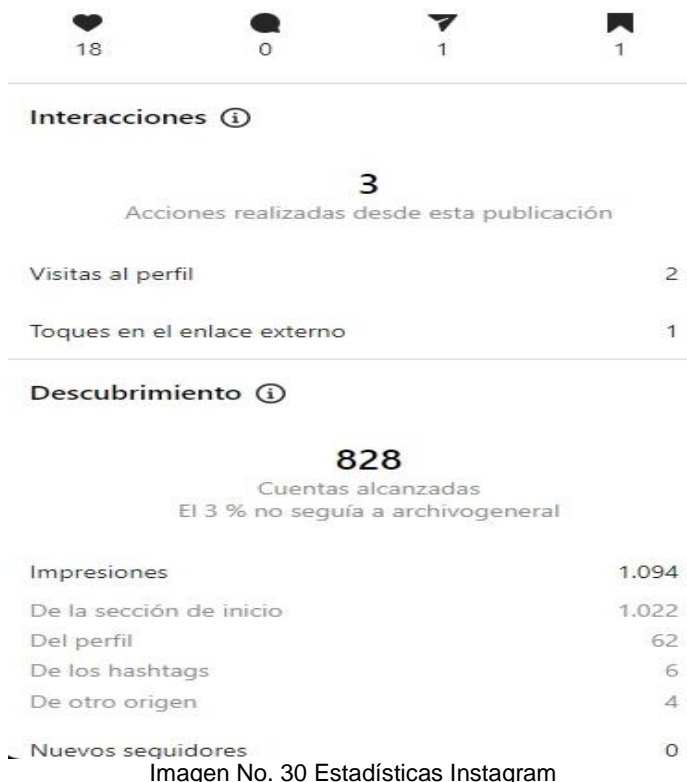 18 0 1 1
Interacciones
3
Acciones realizadas desde esta publicación
Visitas al perfil 2
Toques en el enlace externo 1
Descubrimiento
828
Cuentas alcanzadas
El 3 % no seguía a archivogeneral
Impresiones 1.094
De la sección de inicio 1.022
Del perfil 62
De los hashtags 6
De otro origen 4
Nuevos seguidores 0
Imagen No. 30 Estadísticas Instagram